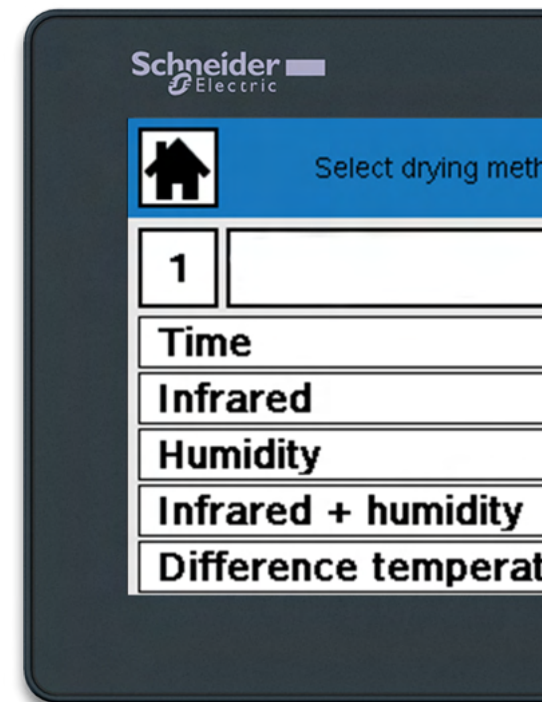 Schneider
Electric
Select drying meth
1
Time
Infrared
Humidity
Infrared + humidity
Difference temperat